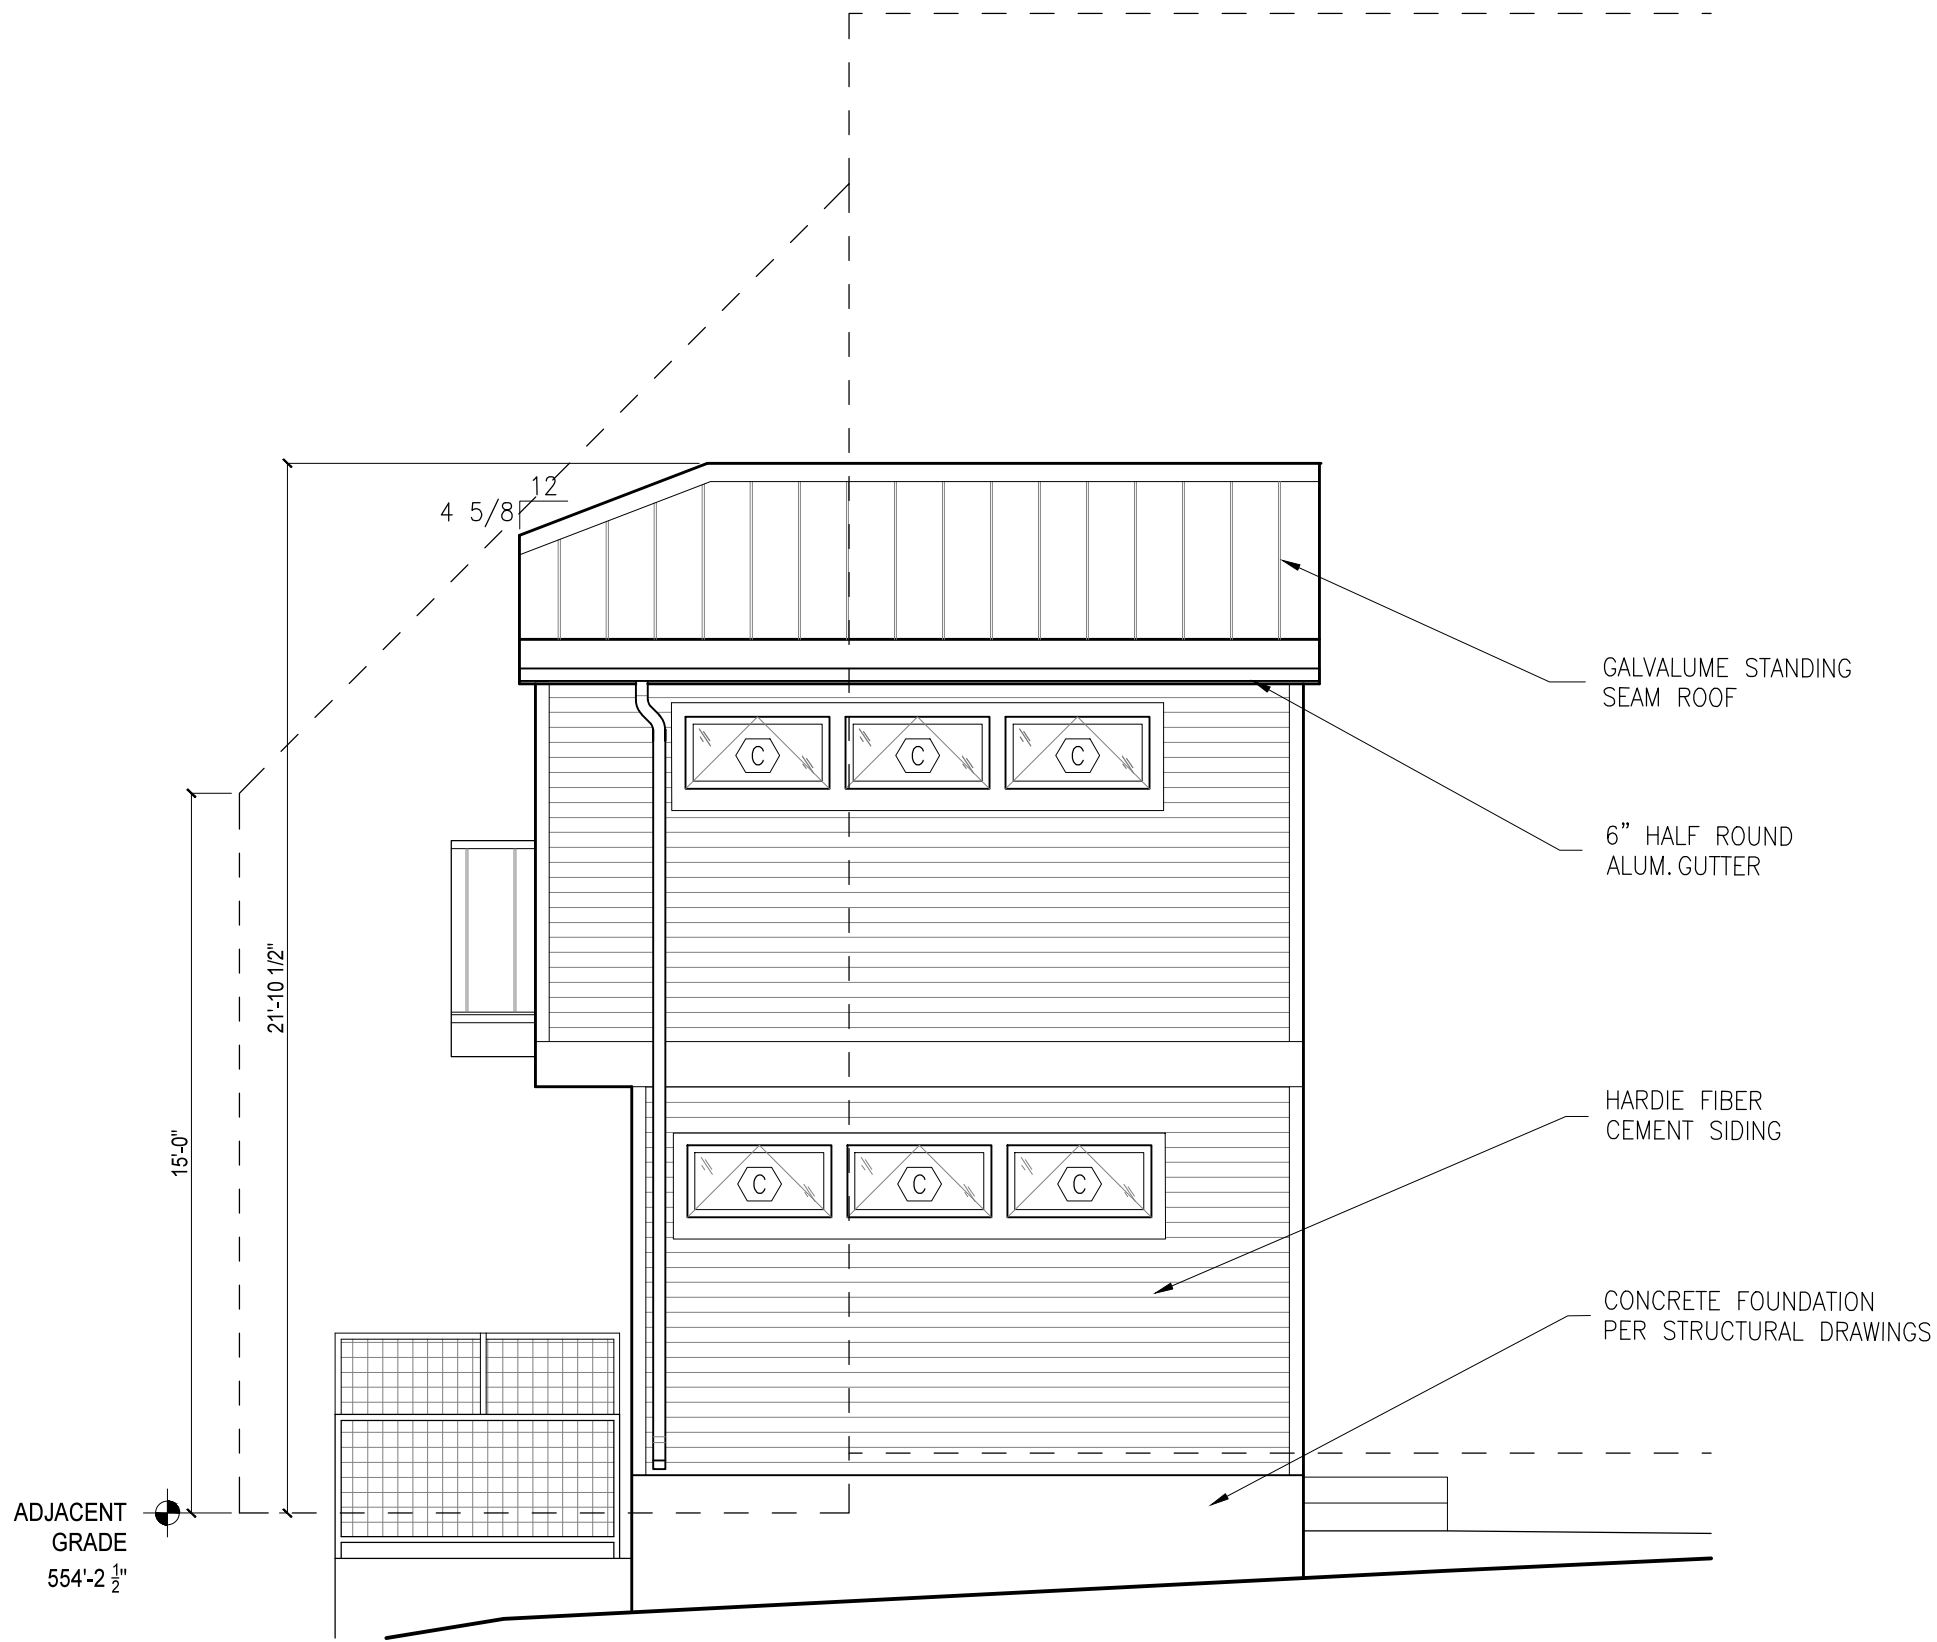 12
4 5/8
GALVALUME STANDING
SEAM ROOF
C C C
6” HALF ROUND
ALUM. GUTTER
21'-10 1/2"
15'-0"
HARDIE FIBER
CEMENT SIDING
C C C
CONCRETE FOUNDATION
PER STRUCTURAL DRAWINGS
ADJACENT
GRADE
554'-2 1/2"